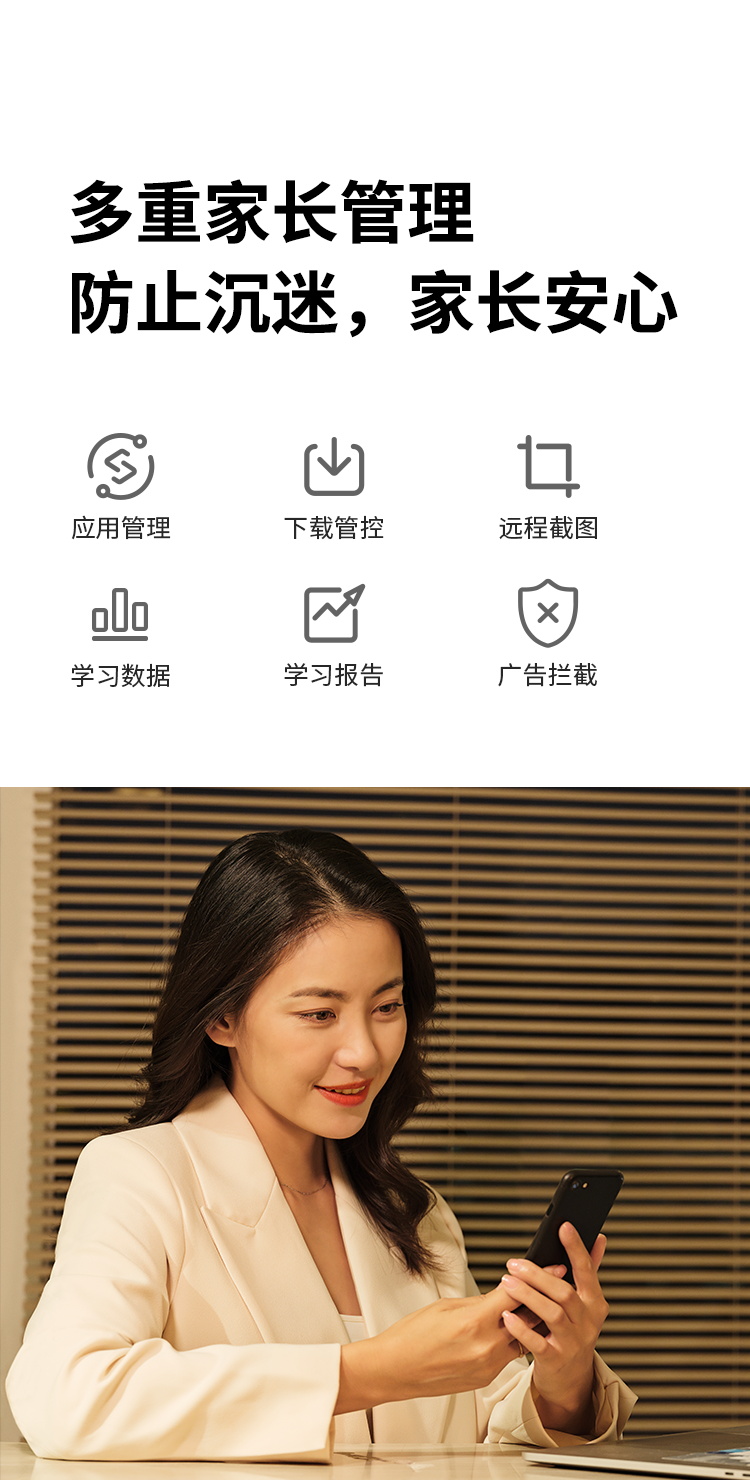 多重家长管理
防止沉迷，家长安心
应用管理
下载管控
远程截图
学习数据
学习报告
广告拦截